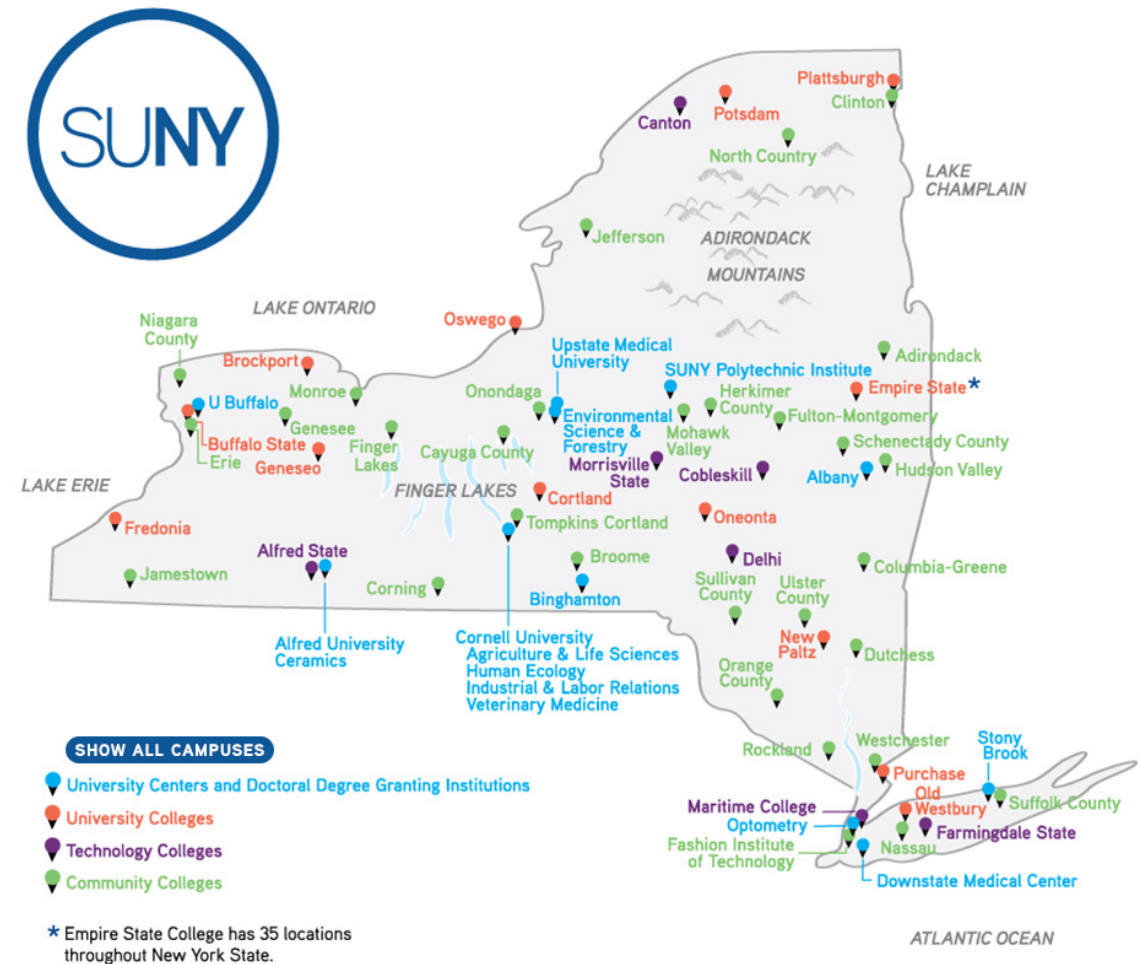 SUNY
Plattsburgh
Clinton
Potsdam
Canton
North Country
LAKE
CHAMPLAIN
Jefferson
ADIRONDACK
MOUNTAINS
LAKE ONTARIO
Oswego
Niagara
County
Brockport
Monroe
U Buffalo
Buffalo State
Erie
Genesee
Geneseo
Finger
Lakes
Cayuga County
Onondaga
Upstate Medical
University
Environmental
Science &
Forestry
SUNY Polytechnic Institute
Herkimer
County
Mohawk
Valley
Morrisville
State
Adirondack
Empire State*
Fulton-Montgomery
Schenectady County
Hudson Valley
Albany
Cobleskill
LAKE ERIE
FINGER LAKES
Cortland
Tompkins Cortland
Oneonta
Fredonia
Jamestown
Alfred State
Corning
Broome
Binghamton
Delhi
Columbia-Greene
Sullivan
County
Ulster
County
New
Paltz
Dutchess
Alfred University
Ceramics
Cornell University
Agriculture & Life Sciences
Human Ecology
Industrial & Labor Relations
Veterinary Medicine
Orange
County
Rockland
Westchester
Purchase
Old
Westbury
Stony
Brook
Suffolk County
Maritime College
Optometry
Fashion Institute
of Technology
Nassau
Farmingdale State
Downstate Medical Center
ATLANTIC OCEAN
SHOW ALL CAMPUSES
University Centers and Doctoral Degree Granting Institutions
University Colleges
Technology Colleges
Community Colleges
* Empire State College has 35 locations
throughout New York State.